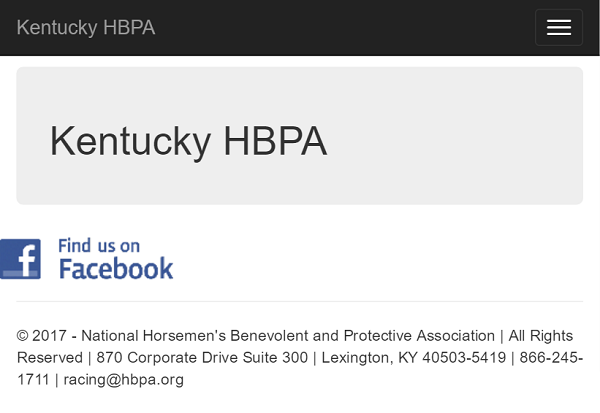 Kentucky HBPA
Kentucky HBPA
f Find us on
Facebook
© 2017 - National Horsemen's Benevolent and Protective Association | All Rights
Reserved | 870 Corporate Drive Suite 300 | Lexington, KY 40503-5419 | 866-245-
1711 | racing@hbpa.org